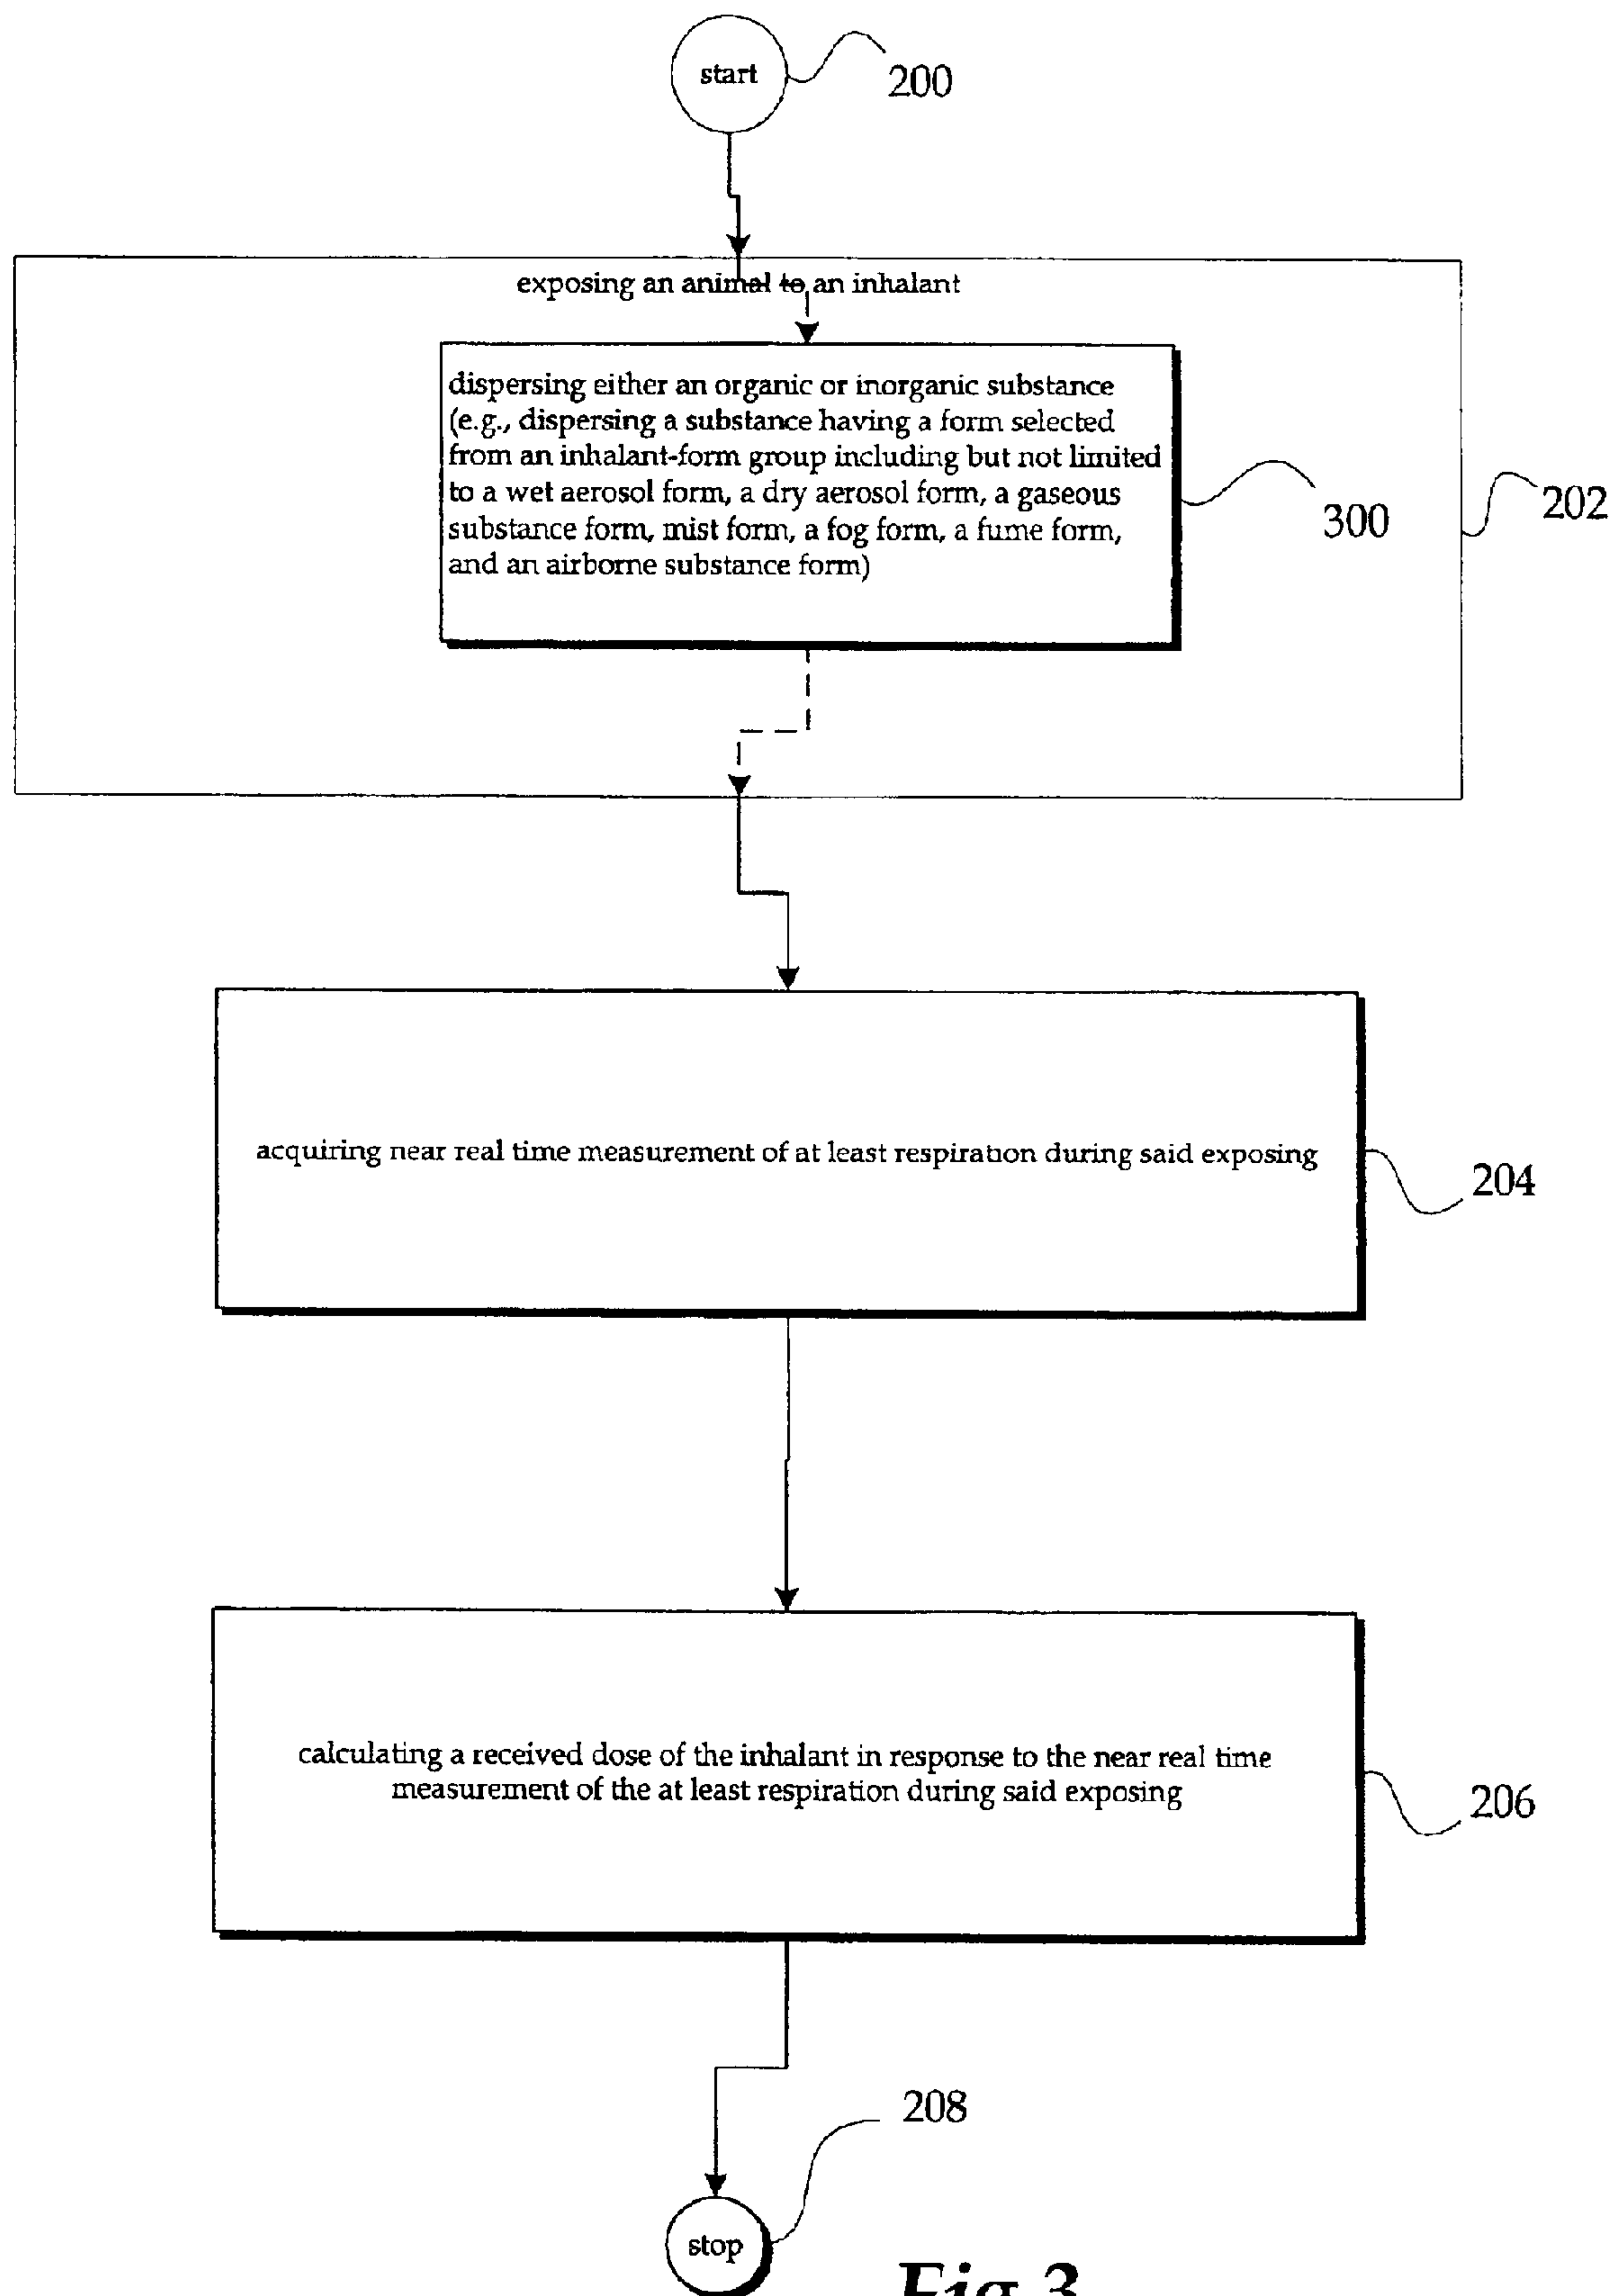 start
200
exposing an animal to an inhalant
dispersing either an organic or inorganic substance
(e.g., dispersing a substance having a form selected
from an inhalant-form group including but not limited
to a wet aerosol form, a dry aerosol form, a gaseous
substance form, mist form, a fog form, a fume form,
and an airborne substance form)
300
202
acquiring near real time measurement of at least respiration during said exposing
204
calculating a received dose of the inhalant in response to the near real time
measurement of the at least respiration during said exposing
206
208
stop
Fig 3